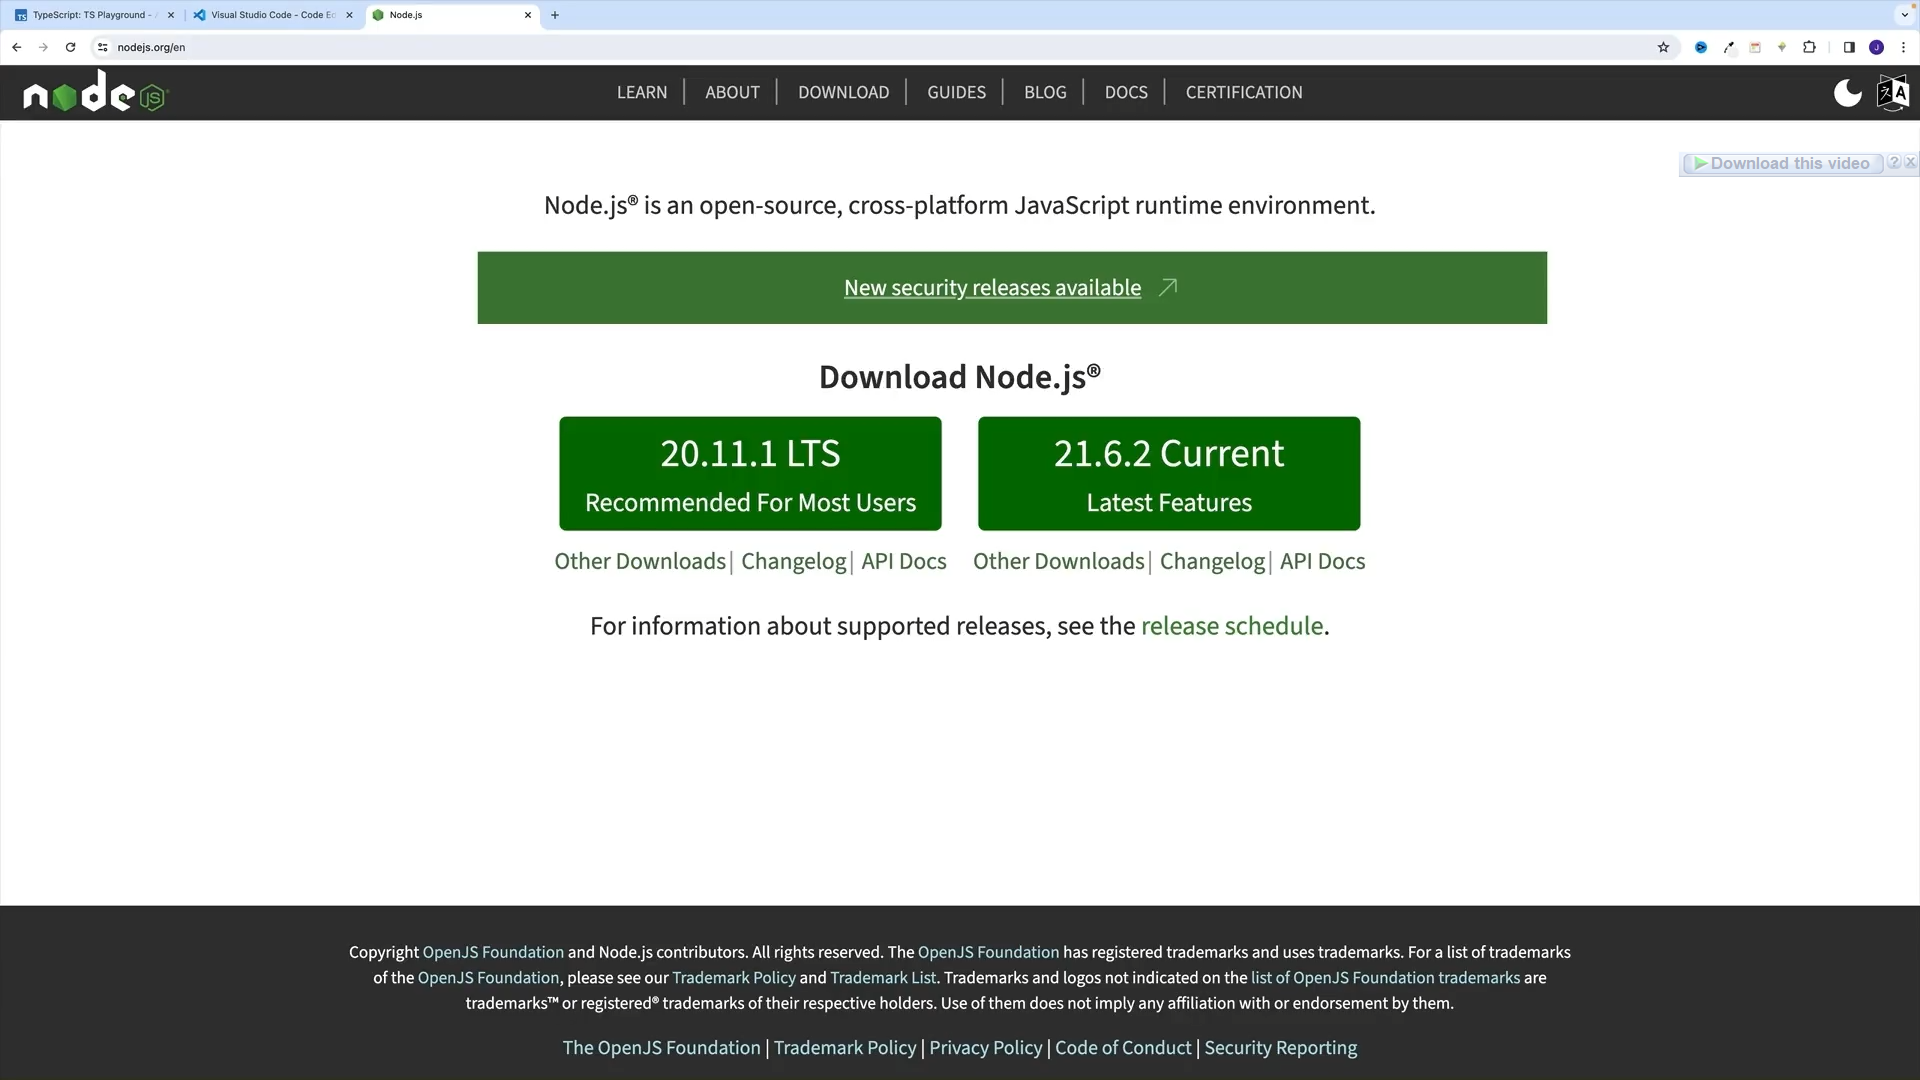 TypeScript: TS Playground -
Visual Studio Code - Code Ed
Node.js
nodejs.org/en
J
node JS
LEARN
ABOUT
DOWNLOAD
GUIDES
BLOG
DOCS
CERTIFICATION
Download this video
Node.js® is an open-source, cross-platform JavaScript runtime environment.
New security releases available
Download Node.js®
20.11.1 LTS
Recommended For Most Users
21.6.2 Current
Latest Features
Other Downloads| Changelog| API Docs
Other Downloads| Changelog| API Docs
For information about supported releases, see the release schedule.
Copyright OpenJS Foundation and Node.js contributors. All rights reserved. The OpenJS Foundation has registered trademarks and uses trademarks. For a list of trademarks
of the OpenJS Foundation, please see our Trademark Policy and Trademark List. Trademarks and logos not indicated on the list of OpenJS Foundation trademarks are
trademarks™ or registered® trademarks of their respective holders. Use of them does not imply any affiliation with or endorsement by them.
The OpenJS Foundation | Trademark Policy | Privacy Policy | Code of Conduct | Security Reporting